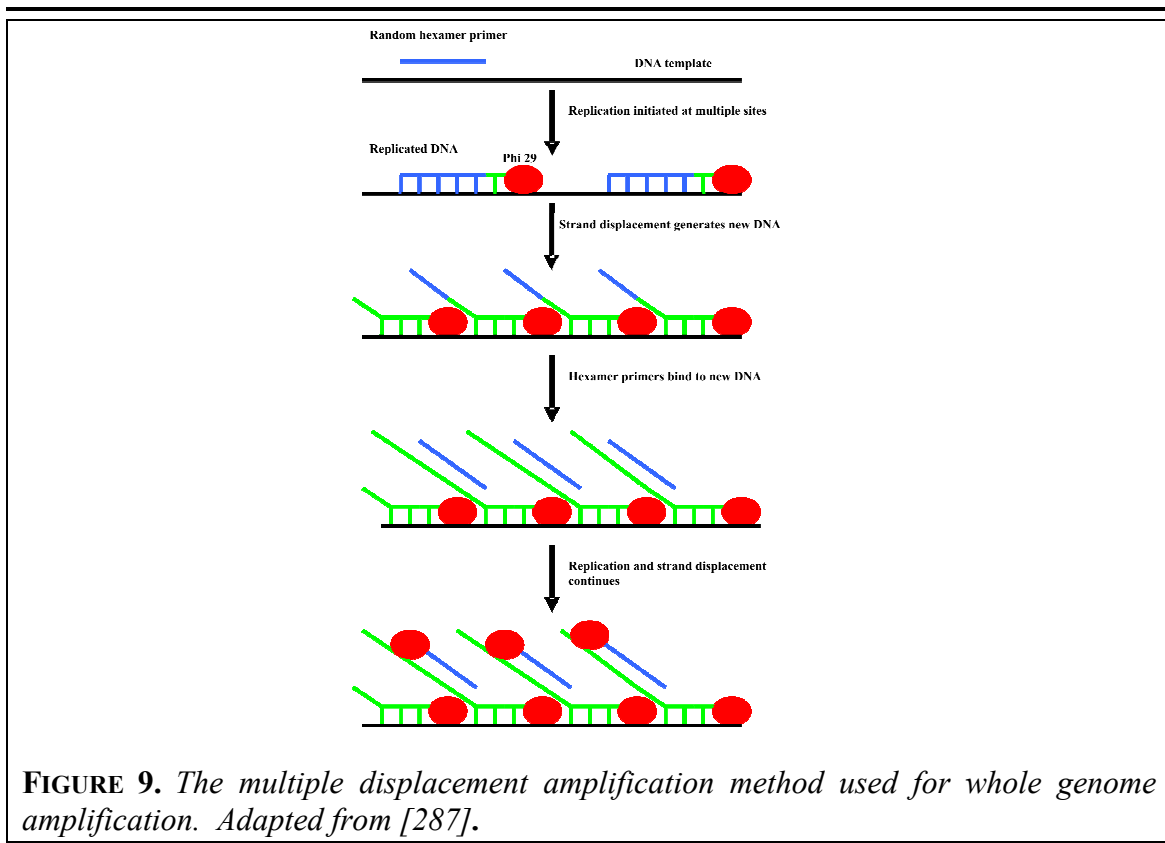 Random hexamer primer
DNA template
Replication initiated at multiple sites
Replicated DNA
Phi 29
Strand displacement generates new DNA
Hexamer primers bind to new DNA
Replication and strand displacement
continues
FIGURE 9. The multiple displacement amplification method used for whole genome
amplification. Adapted from [287].